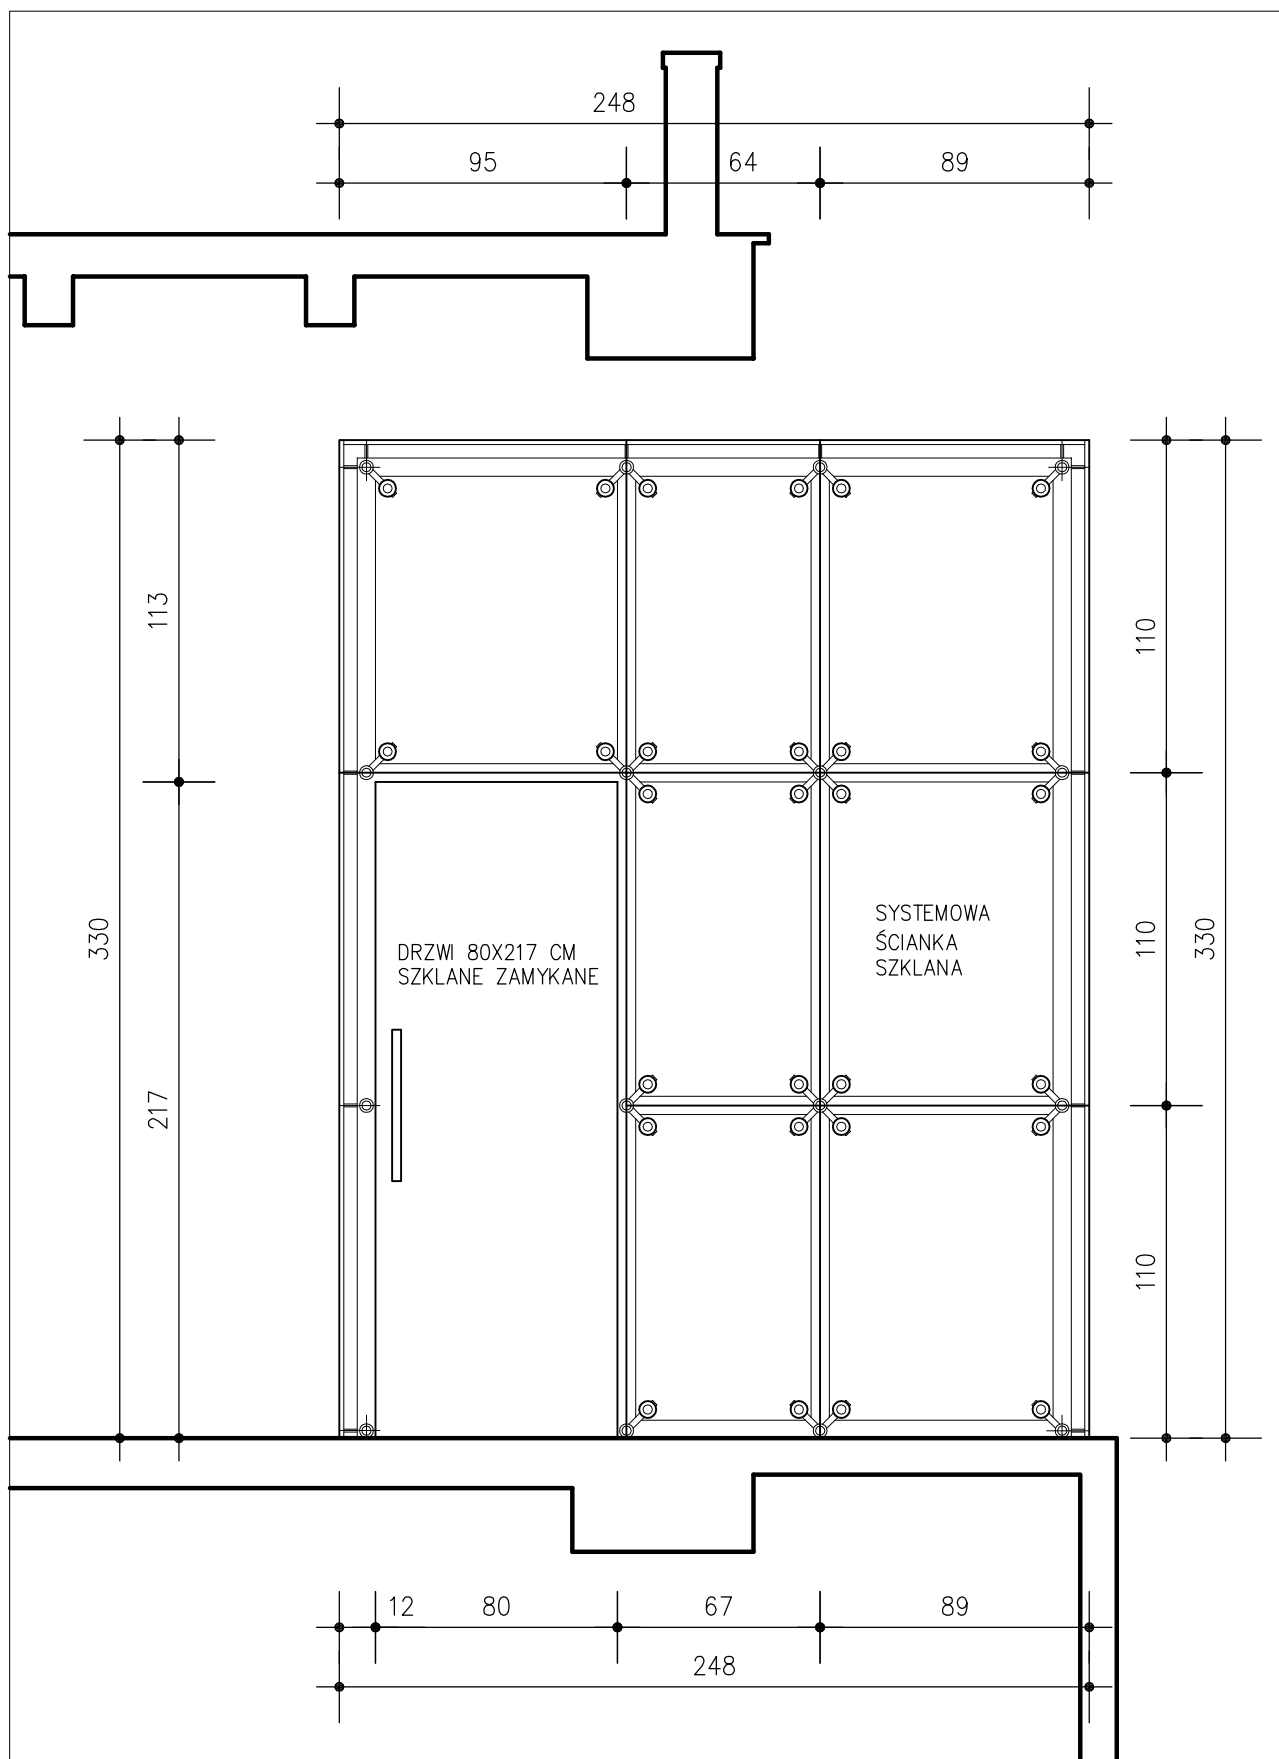 248
95 64 89
113
110
330
217
DRZWI 80X217 CM
SZKLANE ZAMYKANE
SYSTEMOWA
ŚCIANKA
SZKLANA
110
330
110
12 80 67 89
248